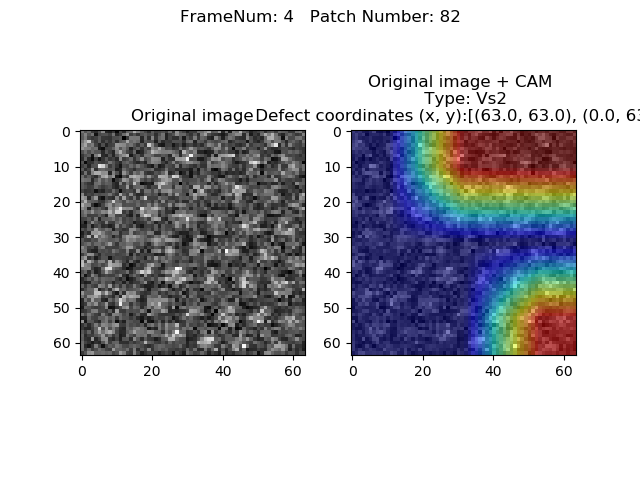 FrameNum: 4   Patch Number: 82
Original image
Original image + CAM
Type: Vs2
Defect coordinates (x, y):[(63.0, 63.0), (0.0, 63
0
10
20
30
40
50
60
0 20 40 60
0
10
20
30
40
50
60
0 20 40 60